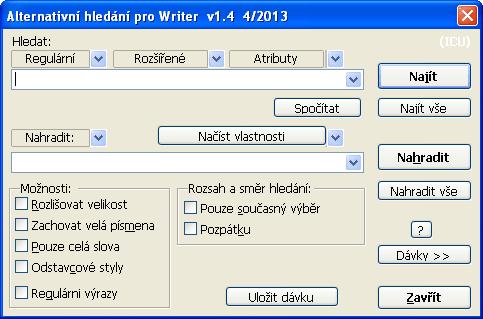 Alternativní hledání pro Writer v1.4 4/2013
Hledat:
(ICU)
Regulární Rozšířené Atributy
Najít
Spočítat
Najít vše
Nahradit:
Načíst vlastnosti
Nahradit
Možnosti:
Rozlišovat velikost
Zachovat velá písmena
Pouze celá slova
Odstavcové styly
Regulárni výrazy
Rozsah a směr hledání:
Pouze současný výběr
Pozpátku
Nahradit vše
?
Dávky >>
Uložit dávku
Zavřít